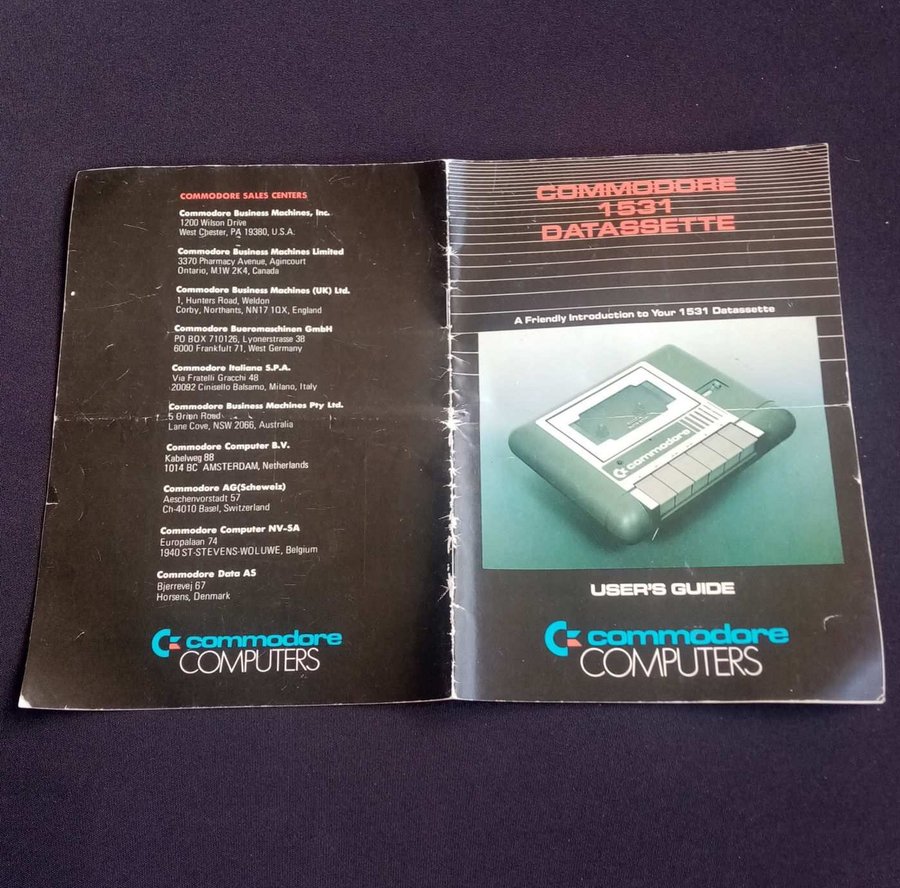 COMMODORE SALES CENTERS
Commodore Business Machines, Inc.
1200 Wilson Drive
West Chester, PA 19380, U.S.A.
Commodore Business Machines Limited
3370 Pharmacy Avenue, Agincourt
Ontario, M1W 2K4, Canada
Commodore Business Machines (UK) Ltd.
1, Hunters Road, Weldon
Corby, Northants, NN17 1QX, England
Commodore Bueromaschinen GmbH
PO BOX 710126, Lyonerstrasse 38
6000 Frankfult 71, West Germany
Commodore Italiana S.P.A.
Via Fratelli Gracchi 48
20092 Cinisello Balsamo, Milano, Italy
Commodore Business Machines Pty Ltd.
5 Orion Road
Lane Cove, NSW 2066, Australia
Commodore Computer B.V.
Kabelweg 88
1014 BC AMSTERDAM, Netherlands
Commodore AG(Scheweiz)
Aeschenvorstadt 57
Ch-4010 Basel, Switzerland
Commodore Computer NV-SA
Europalaan 74
1940 ST-STEVENS-WOLUWE, Belgium
Commodore Data AS
Bjerrevej 67
Horsens, Denmark
commodore
COMPUTERS
COMMODORE
1531
DATASSETTE
A Friendly Introduction to Your 1531 Datassette
commodore
USER'S GUIDE
commodore
COMPUTERS